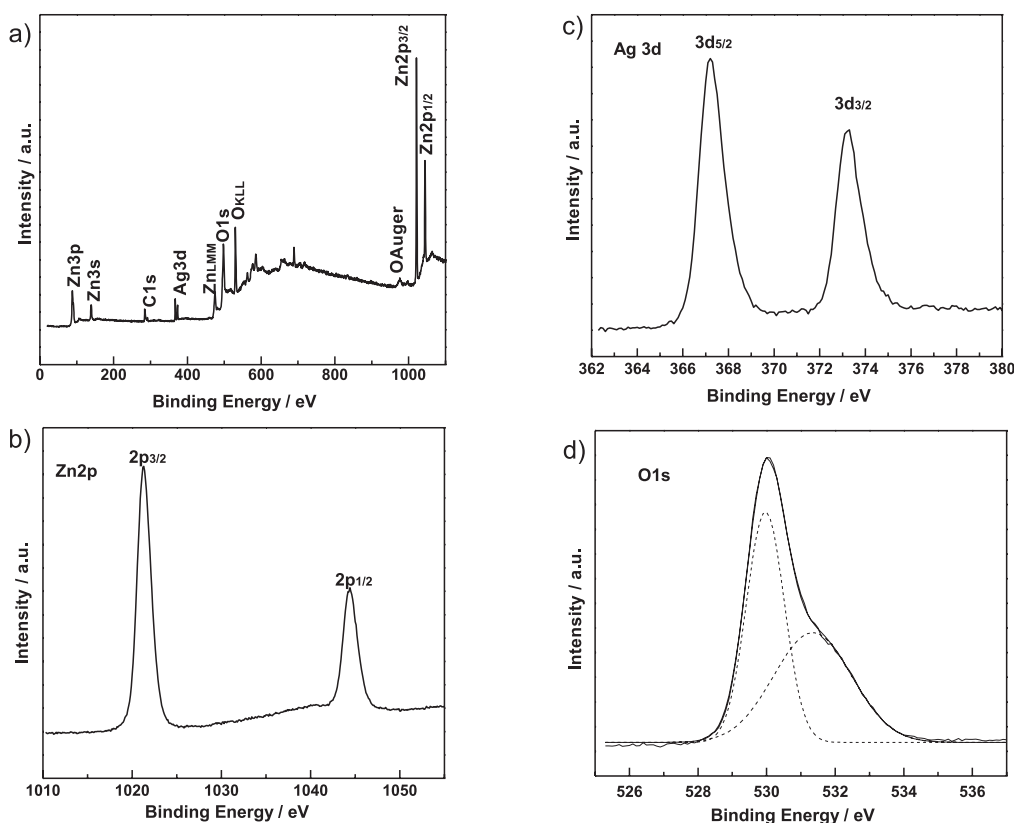 a)
Intensity / a.u.
Zn3p
Zn3s
C1s
Ag3d
ZnLMM
O1s
OKLL
OAuger
Zn2p3/2
Zn2p1/2
0 200 400 600 800 1000
Binding Energy / eV
c)
Ag 3d
3d5/2
3d3/2
Intensity / a.u.
362 364 366 368 370 372 374 376 378 380
Binding Energy / eV
b)
Zn2p
2p3/2
2p1/2
Intensity / a.u.
1010 1020 1030 1040 1050
Binding Energy / eV
d)
O1s
Intensity / a.u.
526 528 530 532 534 536
Binding Energy / eV